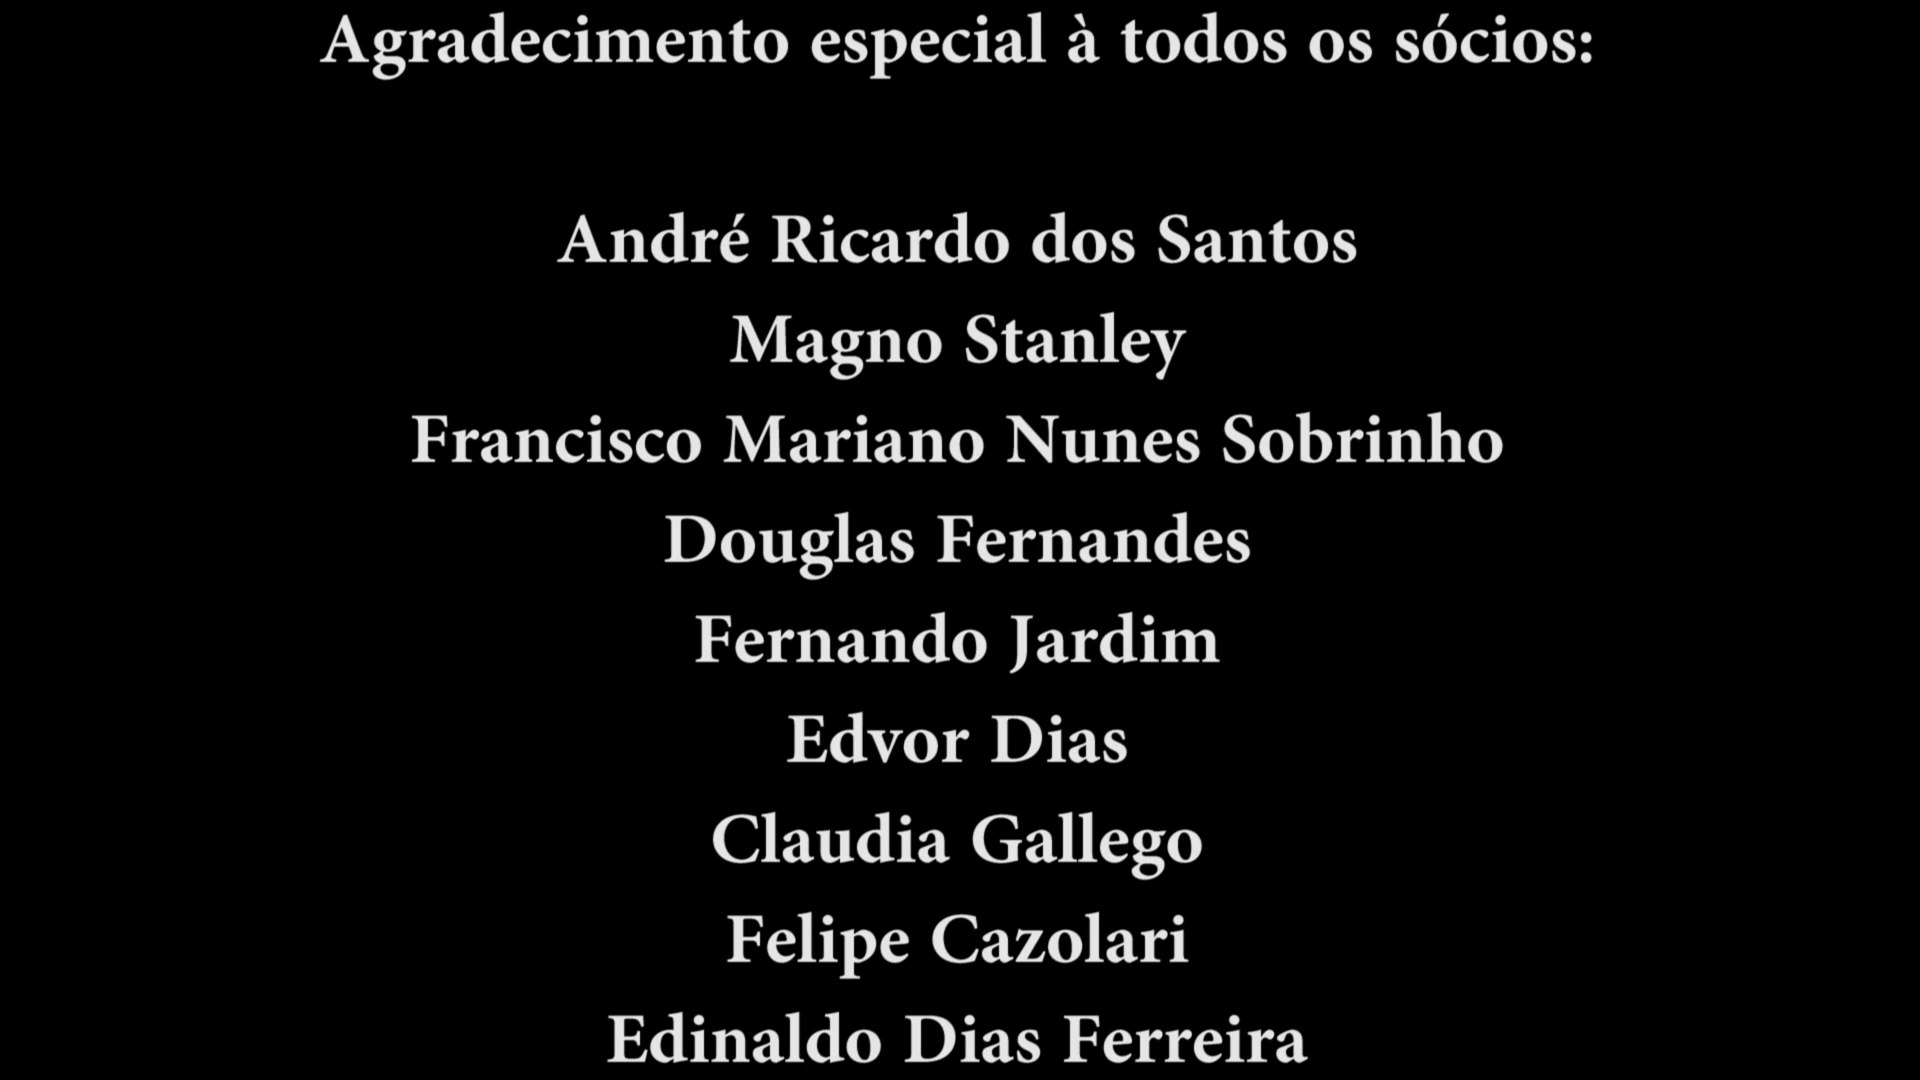 Agradecimento especial à todos os sócios:
André Ricardo dos Santos
Magno Stanley
Francisco Mariano Nunes Sobrinho
Douglas Fernandes
Fernando Jardim
Edvor Dias
Claudia Gallego
Felipe Cazolari
Edinaldo Dias Ferreira